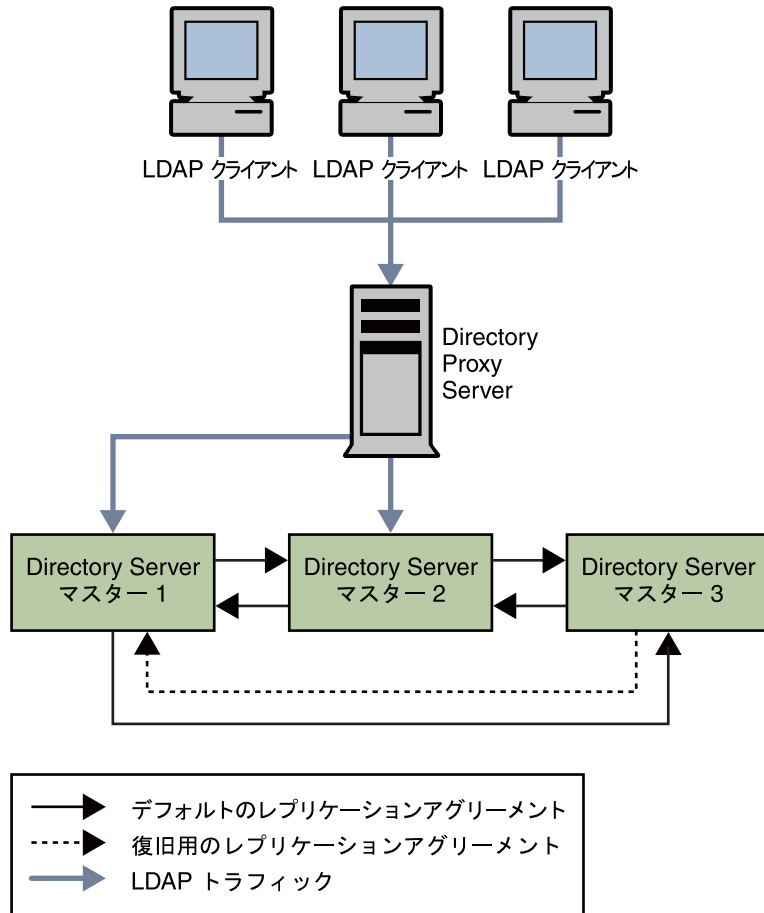 LDAP クライアント
LDAP クライアント
LDAP クライアント
Directory
Proxy
Server
Directory Server
マスター 1
Directory Server
マスター 2
Directory Server
マスター 3
デフォルトのレプリケーションアグリーメント
復旧用のレプリケーションアグリーメント
LDAP トラフィック